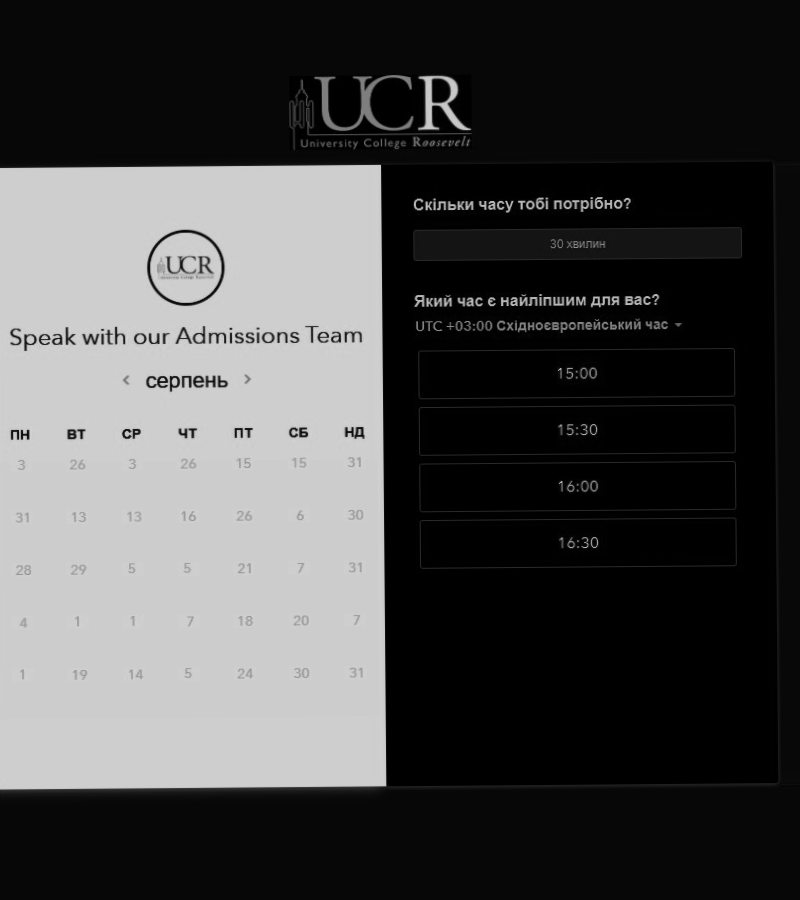 UCR
University College Roosevelt
UCR
University College Roosevelt
Speak with our Admissions Team
серпень
ПН ВТ СР ЧТ ПТ СБ НД
3 26 3 26 15 15 31
31 13 13 16 26 6 30
28 29 5 5 21 7 31
4 1 1 7 18 20 7
1 19 14 5 24 30 31
Скільки часу тобі потрібно?
30 хвилин
Який час є найліпшим для вас?
UTC +03:00 Східноєвропейський час
15:00
15:30
16:00
16:30